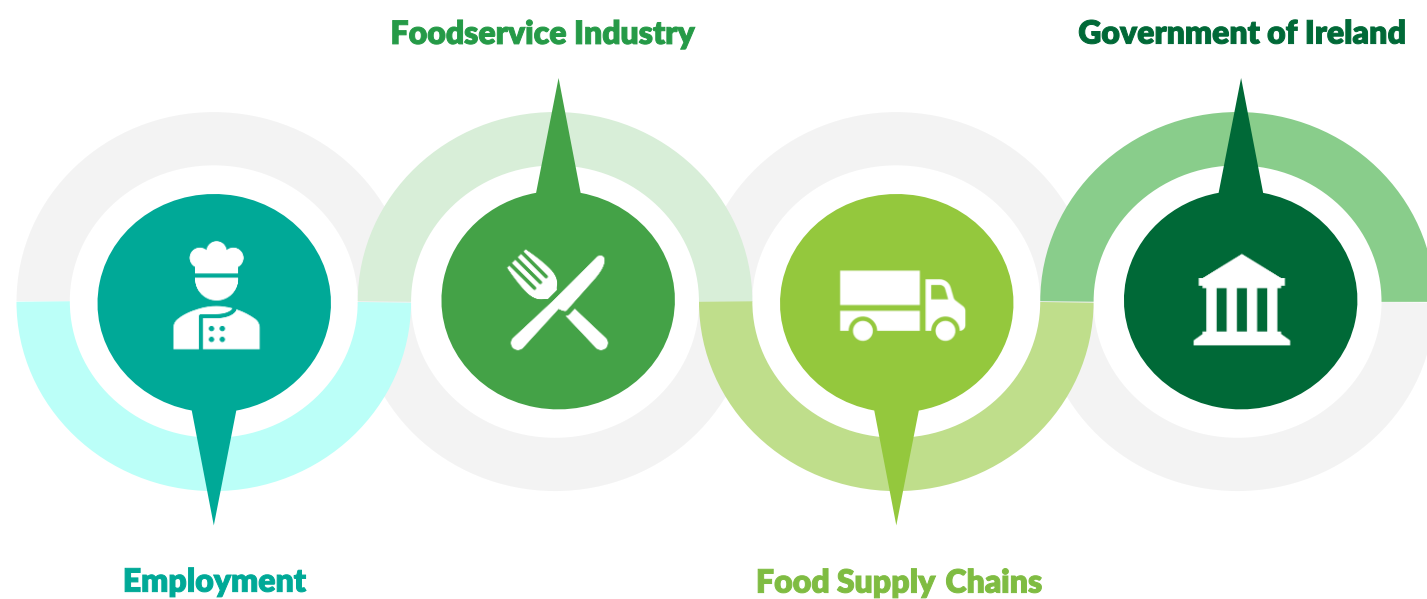 Foodservice Industry
Government of Ireland
Employment
Food Supply Chains